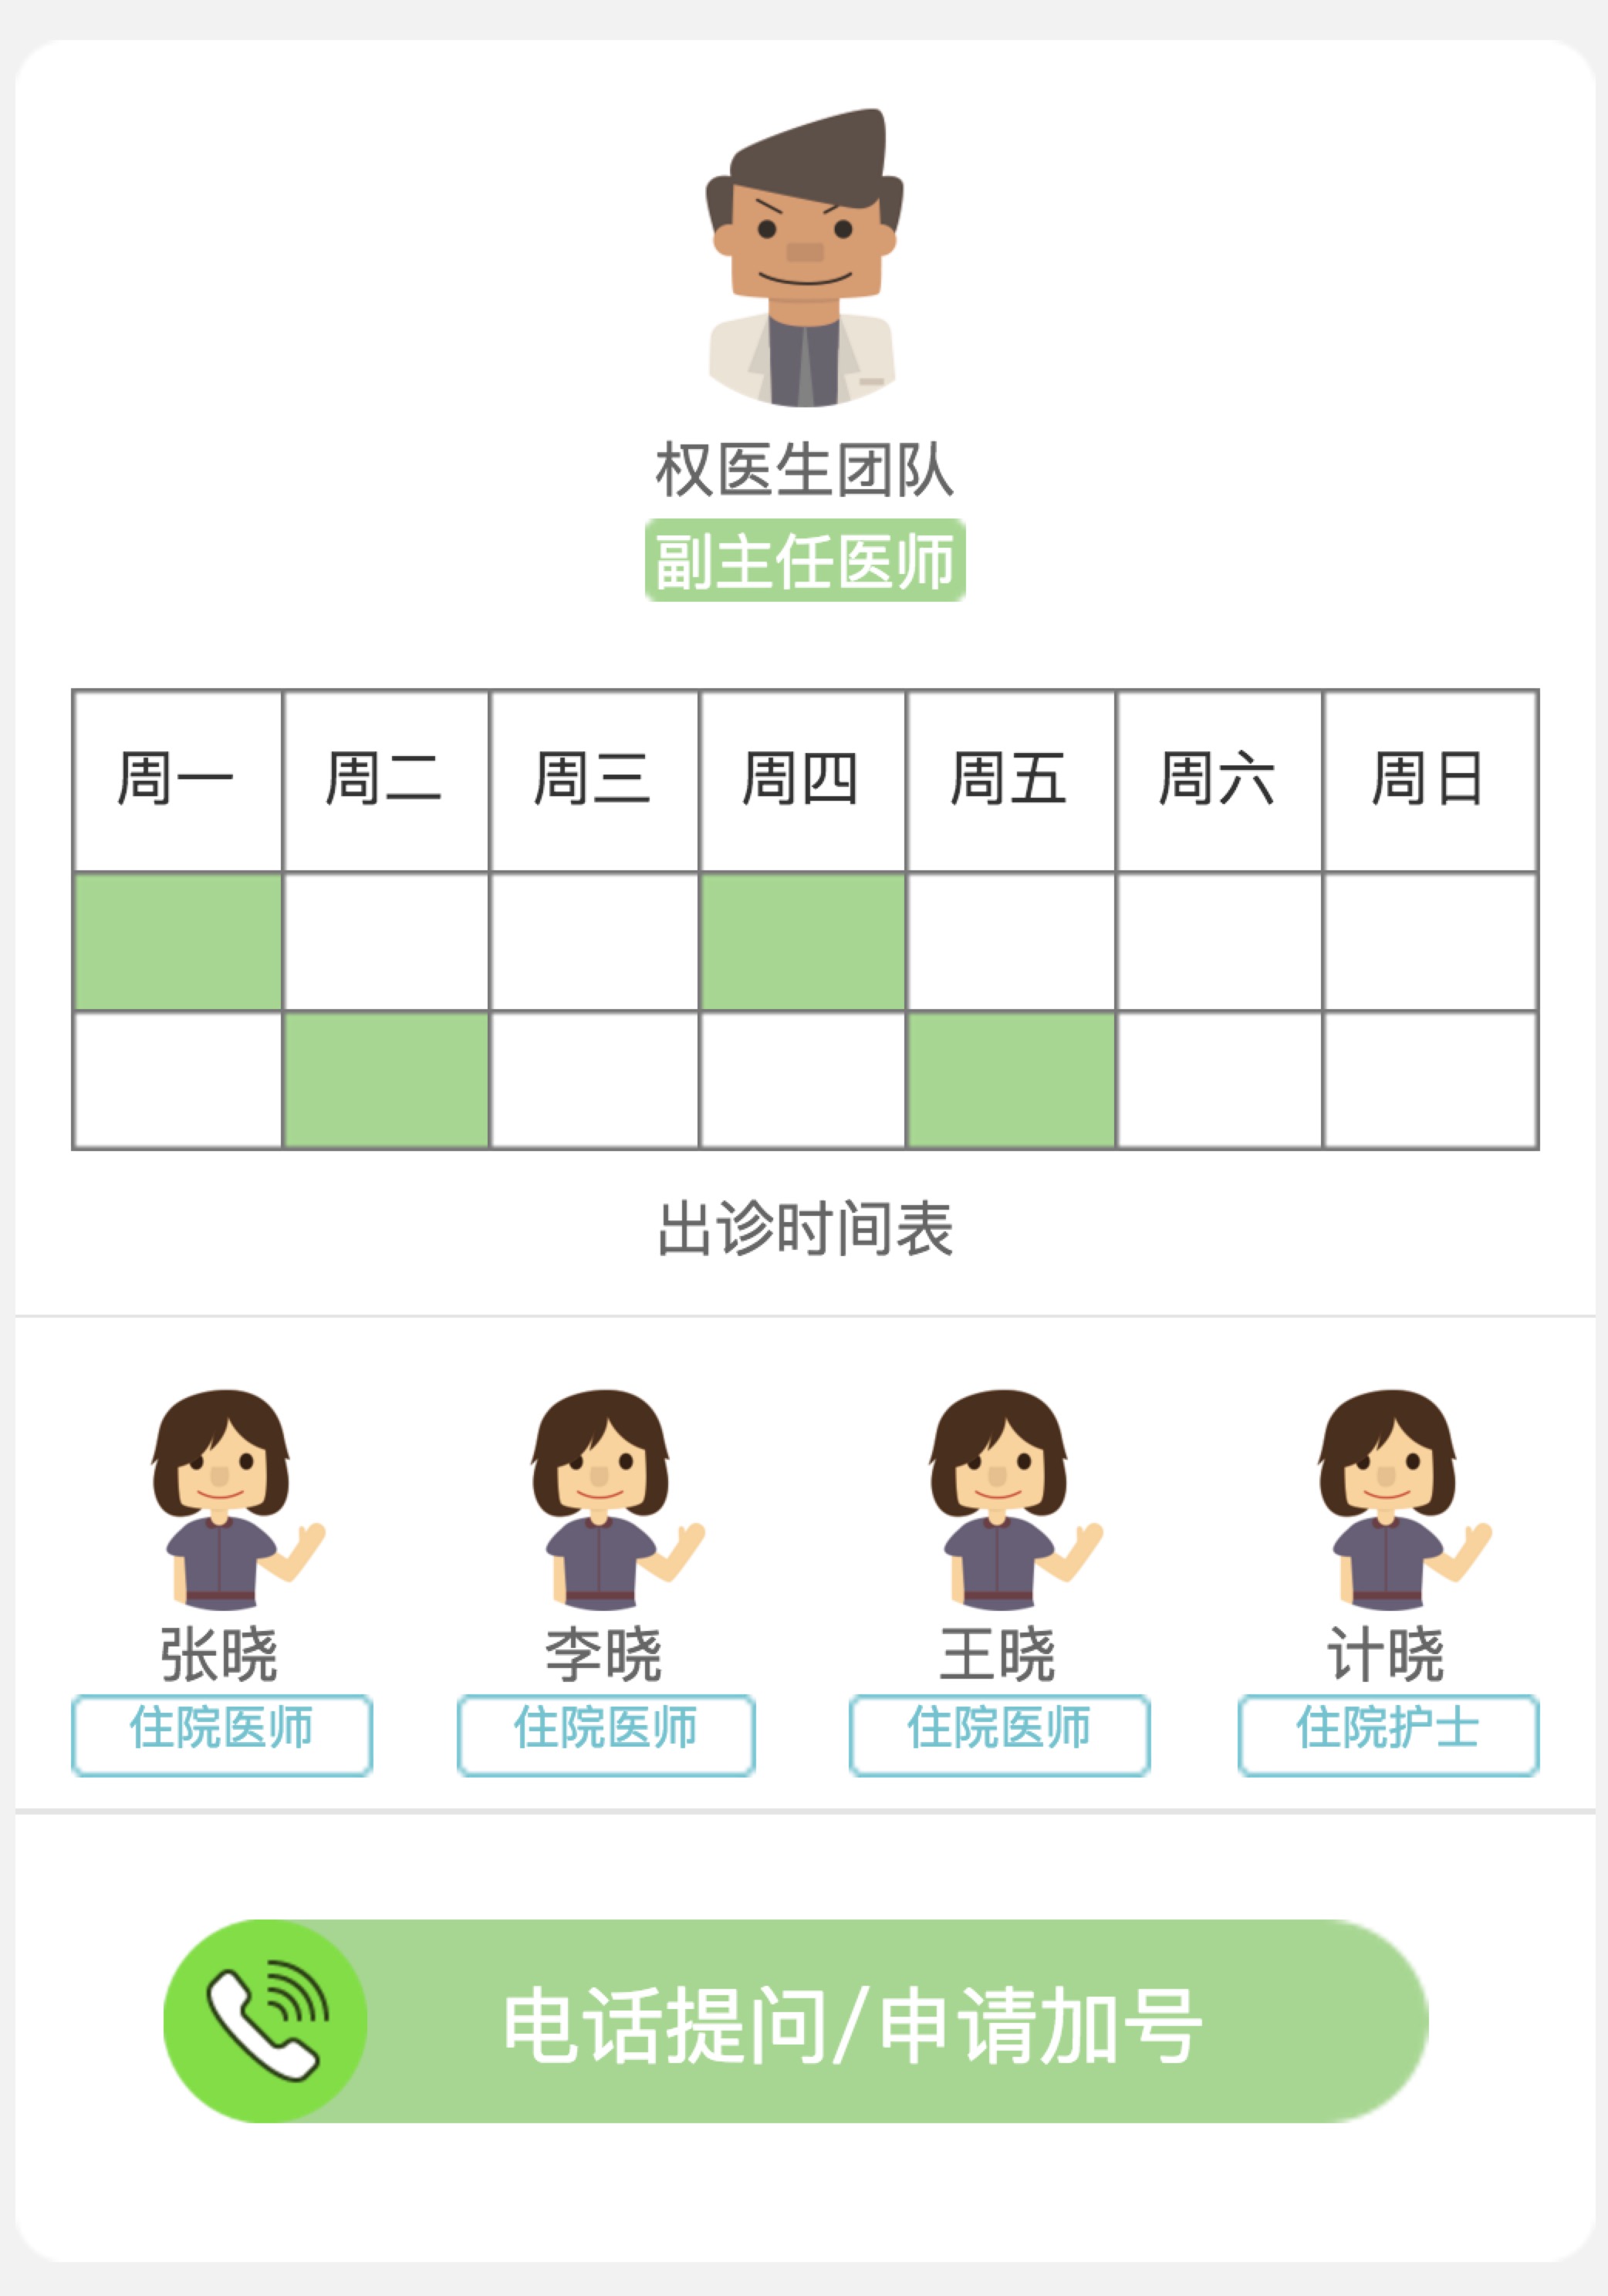 权医生团队
副主任医师
周一 周二 周三 周四 周五 周六 周日
出诊时间表
张晓 李晓 王晓 计晓
住院医师 住院医师 住院医师 住院护士
电话提问/申请加号